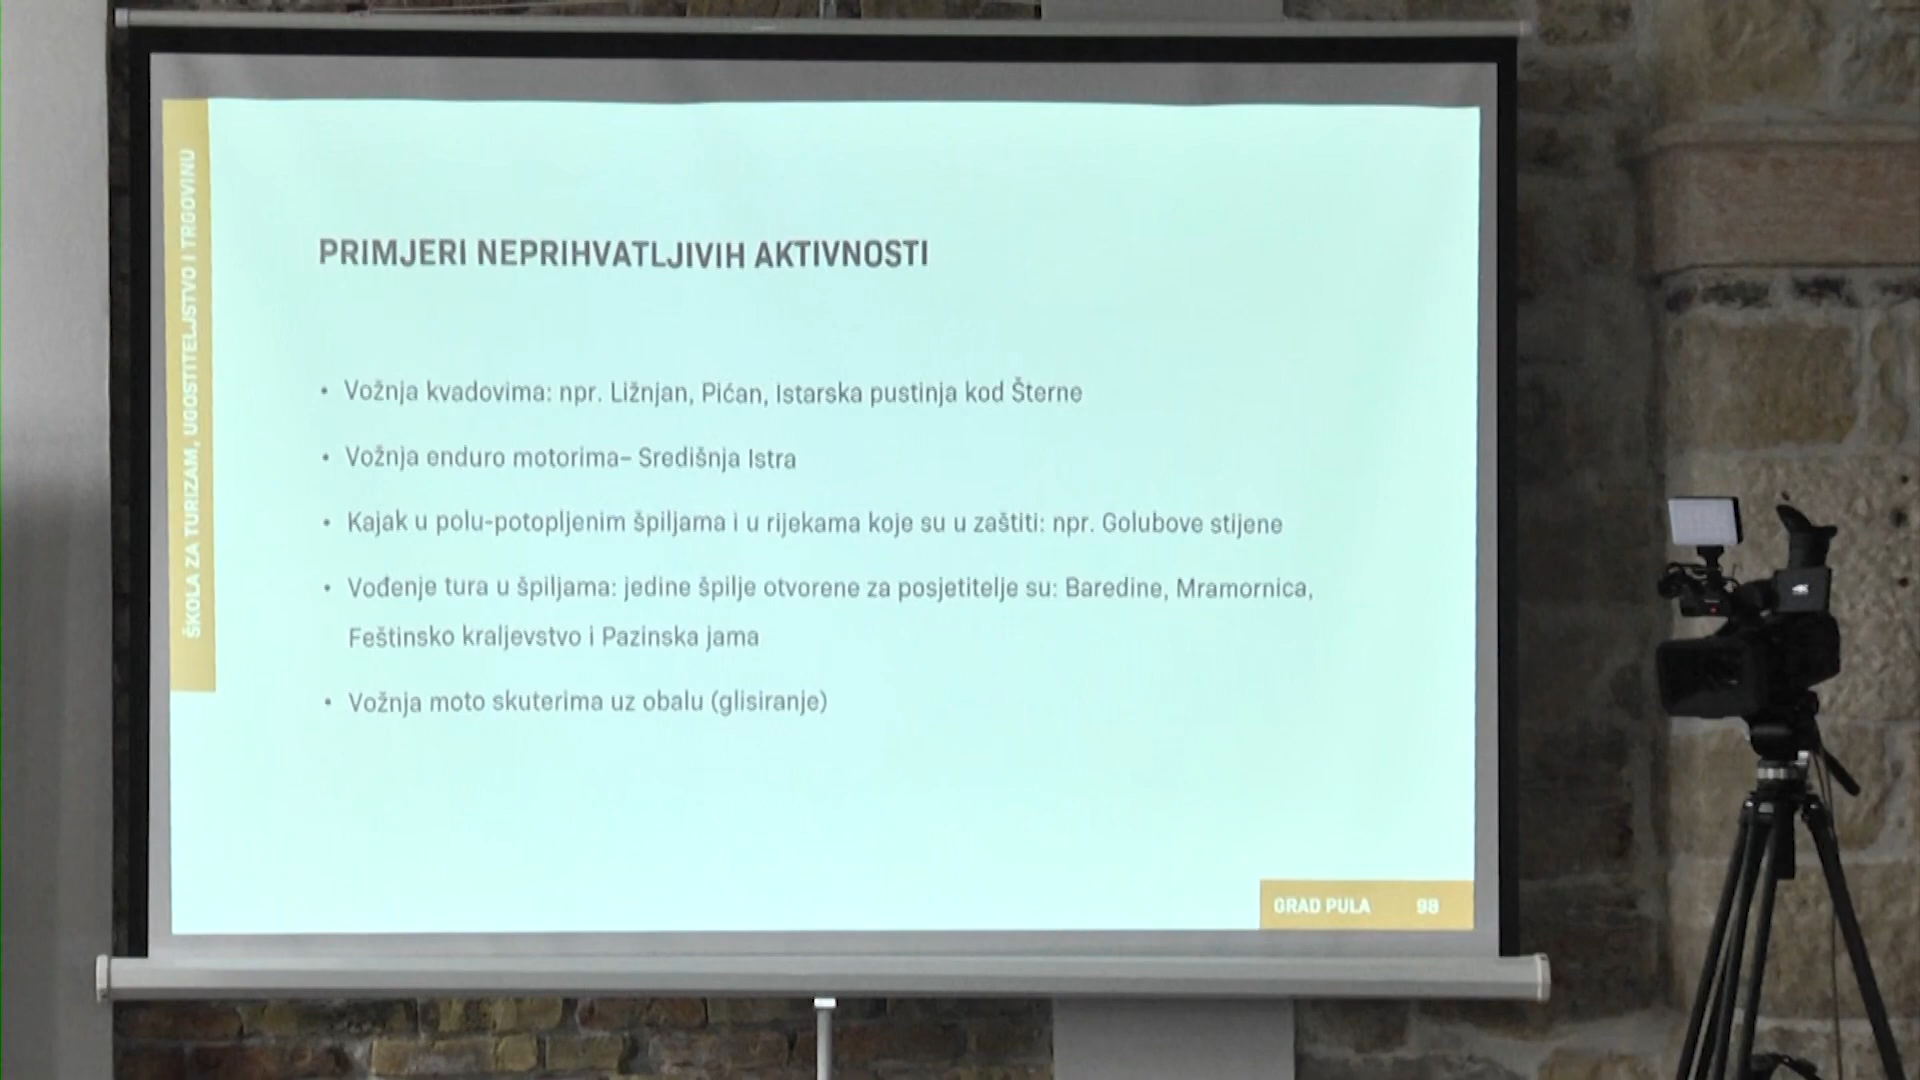 ŠKOLA ZA TURIZAM, UGOSTITELJSTVO I TRGOVINU
PRIMJERI NEPRIHVATLJIVIH AKTIVNOSTI
• Vožnja kvadovima: npr. Ližnjan, Pićan, Istarska pustinja kod Šterne
• Vožnja enduro motorima– Središnja Istra
• Kajak u polu-potopljenim špiljama i u rijekama koje su u zaštiti: npr. Golubove stijene
• Vođenje tura u špiljama: jedine špilje otvorene za posjetitelje su: Baredine, Mramornica,
Feštinsko kraljevstvo i Pazinska jama
• Vožnja moto skuterima uz obalu (glisiranje)
GRAD PULA 98
4K